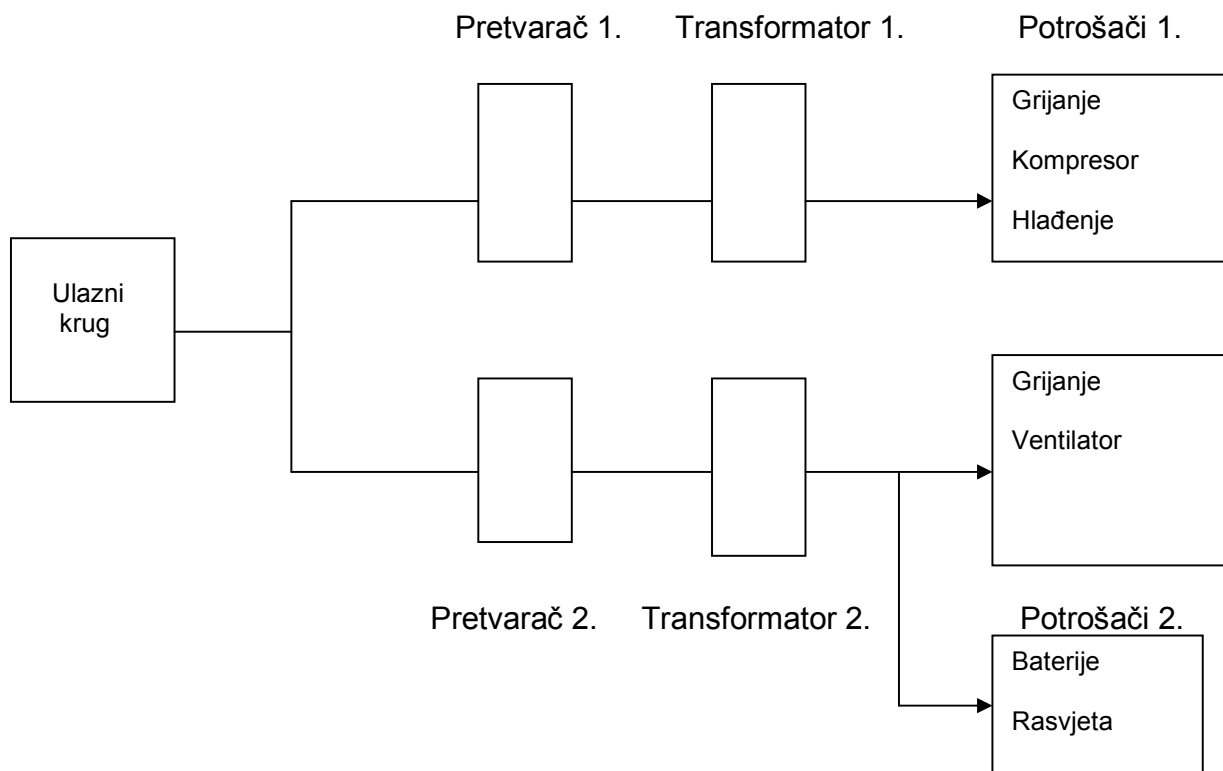 Pretvarač 1. Transformator 1. Potrošači 1.
Grijanje
Kompresor
Hlađenje
Ulazni
krug
Grijanje
Ventilator
Pretvarač 2. Transformator 2. Potrošači 2.
Baterije
Rasvjeta